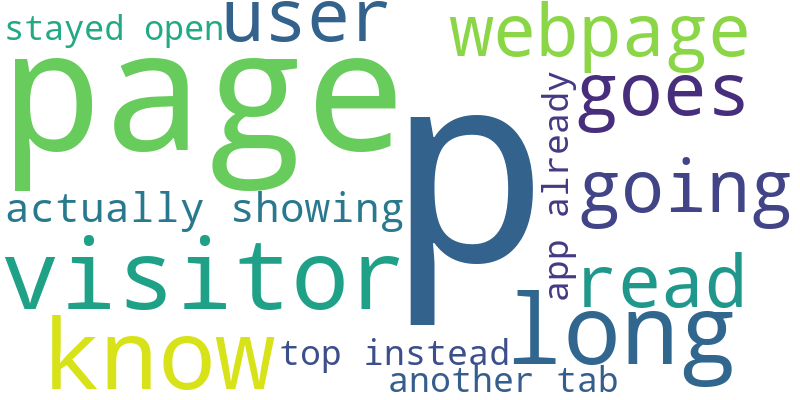 stayed open
user
webpage
page
goes
p
app already
going
actually showing
visitor
read
long
know
top instead
another tab